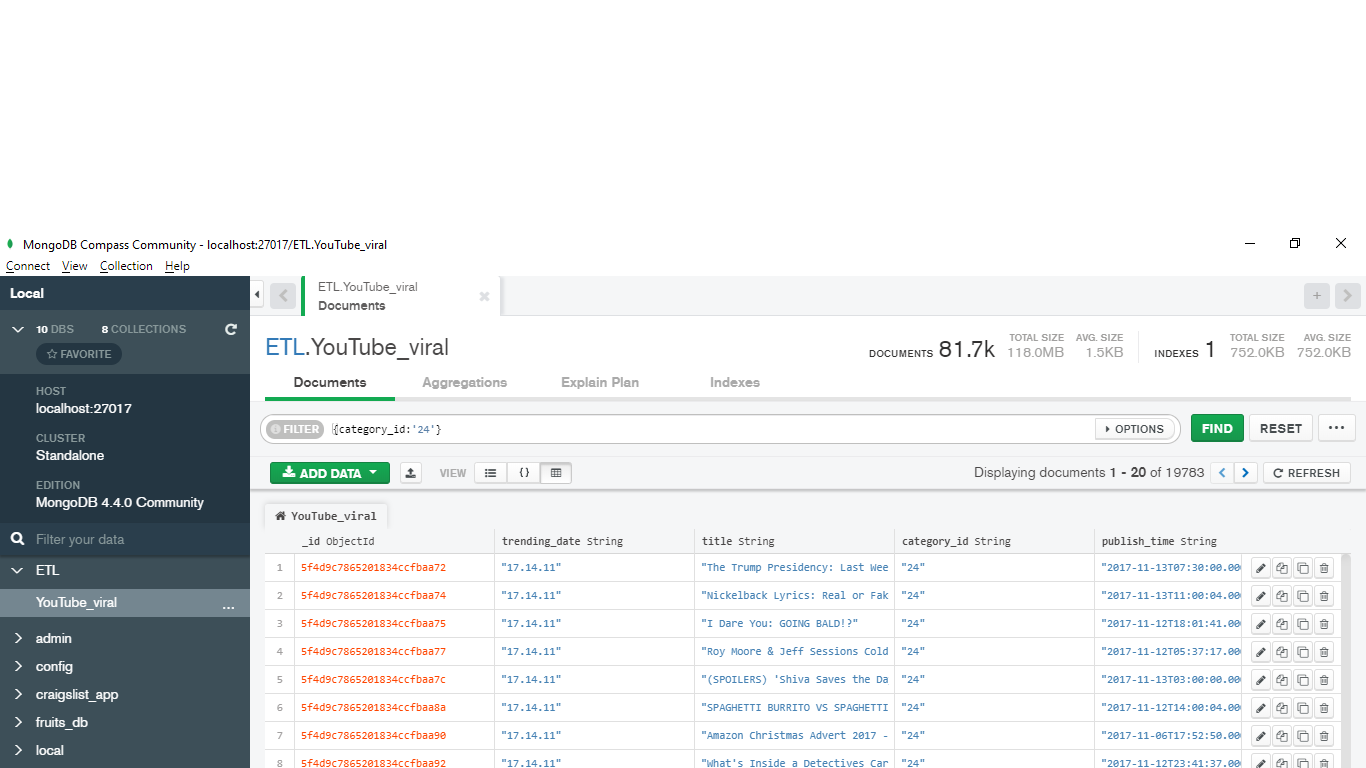 MongoDB Compass Community - localhost:27017/ETL.YouTube_viral
Connect View Collection Help
Local
10 DBS 8 COLLECTIONS
FAVORITE
HOST
localhost:27017
CLUSTER
Standalone
EDITION
MongoDB 4.4.0 Community
Filter your data
ETL
YouTube_viral ...
admin
config
craigslist_app
fruits_db
local
ETL.YouTube_viral
Documents
ETL.YouTube_viral
DOCUMENTS 81.7k TOTAL SIZE 118.0MB AVG. SIZE 1.5KB INDEXES 1 TOTAL SIZE 752.0KB AVG. SIZE 752.0KB
Documents Aggregations Explain Plan Indexes
FILTER {category_id:'24'} OPTIONS FIND RESET ...
ADD DATA VIEW {} Displaying documents 1 - 20 of 19783 < > REFRESH
YouTube_viral
_id ObjectId trending_date String title String category_id String publish_time String
1 5f4d9c7865201834ccfbaa72 "17.14.11" "The Trump Presidency: Last Wee "24" "2017-11-13T07:30:00.00
2 5f4d9c7865201834ccfbaa74 "17.14.11" "Nickelback Lyrics: Real or Fak "24" "2017-11-13T11:00:04.00
3 5f4d9c7865201834ccfbaa75 "17.14.11" "I Dare You: GOING BALD!?" "24" "2017-11-12T18:01:41.00
4 5f4d9c7865201834ccfbaa77 "17.14.11" "Roy Moore & Jeff Sessions Cold "24" "2017-11-12T05:37:17.00
5 5f4d9c7865201834ccfbaa7c "17.14.11" "(SPOILERS) 'Shiva Saves the Da "24" "2017-11-13T03:00:00.00
6 5f4d9c7865201834ccfbaa8a "17.14.11" "SPAGHETTI BURRITO VS SPAGHETTI "24" "2017-11-12T14:00:04.00
7 5f4d9c7865201834ccfbaa90 "17.14.11" "Amazon Christmas Advert 2017 - "24" "2017-11-06T17:52:50.00
8 5f4d9c7865201834ccfbaa92 "17.14.11" "What's Inside a Detectives Car "24" "2017-11-12T23:41:37.00